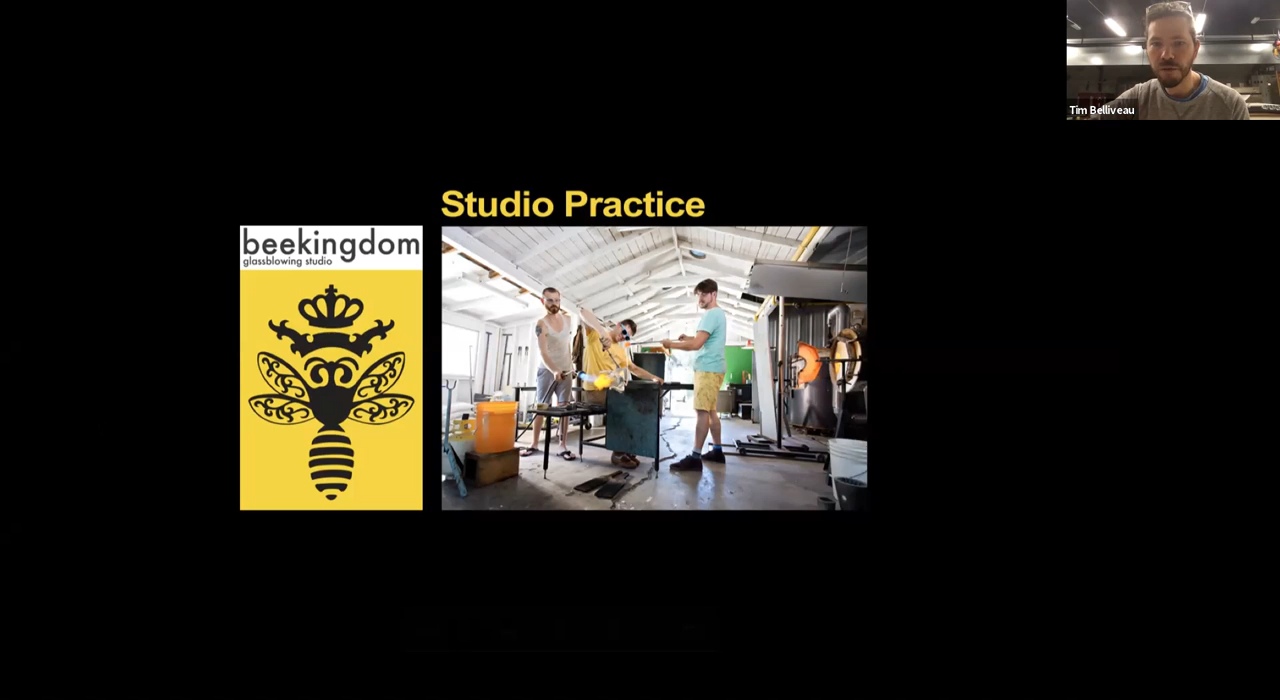 Tim Belliveau
Studio Practice
beekingdom
glassblowing studio